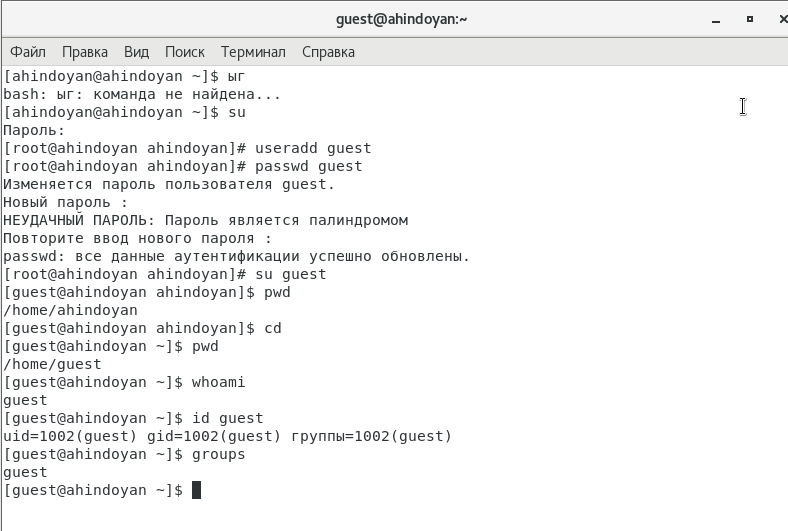 guest@ahindoyan:~
Файл Правка Вид Поиск Терминал Справка
[ahindoyan@ahindoyan ~]$ ыг
bash: ыг: команда не найдена...
[ahindoyan@ahindoyan ~]$ su
Пароль:
[root@ahindoyan ahindoyan]# useradd guest
[root@ahindoyan ahindoyan]# passwd guest
Изменяется пароль пользователя guest.
Новый пароль :
НЕУДАЧНЫЙ ПАРОЛЬ: Пароль является палиндромом
Повторите ввод нового пароля :
passwd: все данные аутентификации успешно обновлены.
[root@ahindoyan ahindoyan]# su guest
[guest@ahindoyan ahindoyan]$ pwd
/home/ahindoyan
[guest@ahindoyan ahindoyan]$ cd
[guest@ahindoyan ~]$ pwd
/home/guest
[guest@ahindoyan ~]$ whoami
guest
[guest@ahindoyan ~]$ id guest
uid=1002(guest) gid=1002(guest) группы=1002(guest)
[guest@ahindoyan ~]$ groups
guest
[guest@ahindoyan ~]$